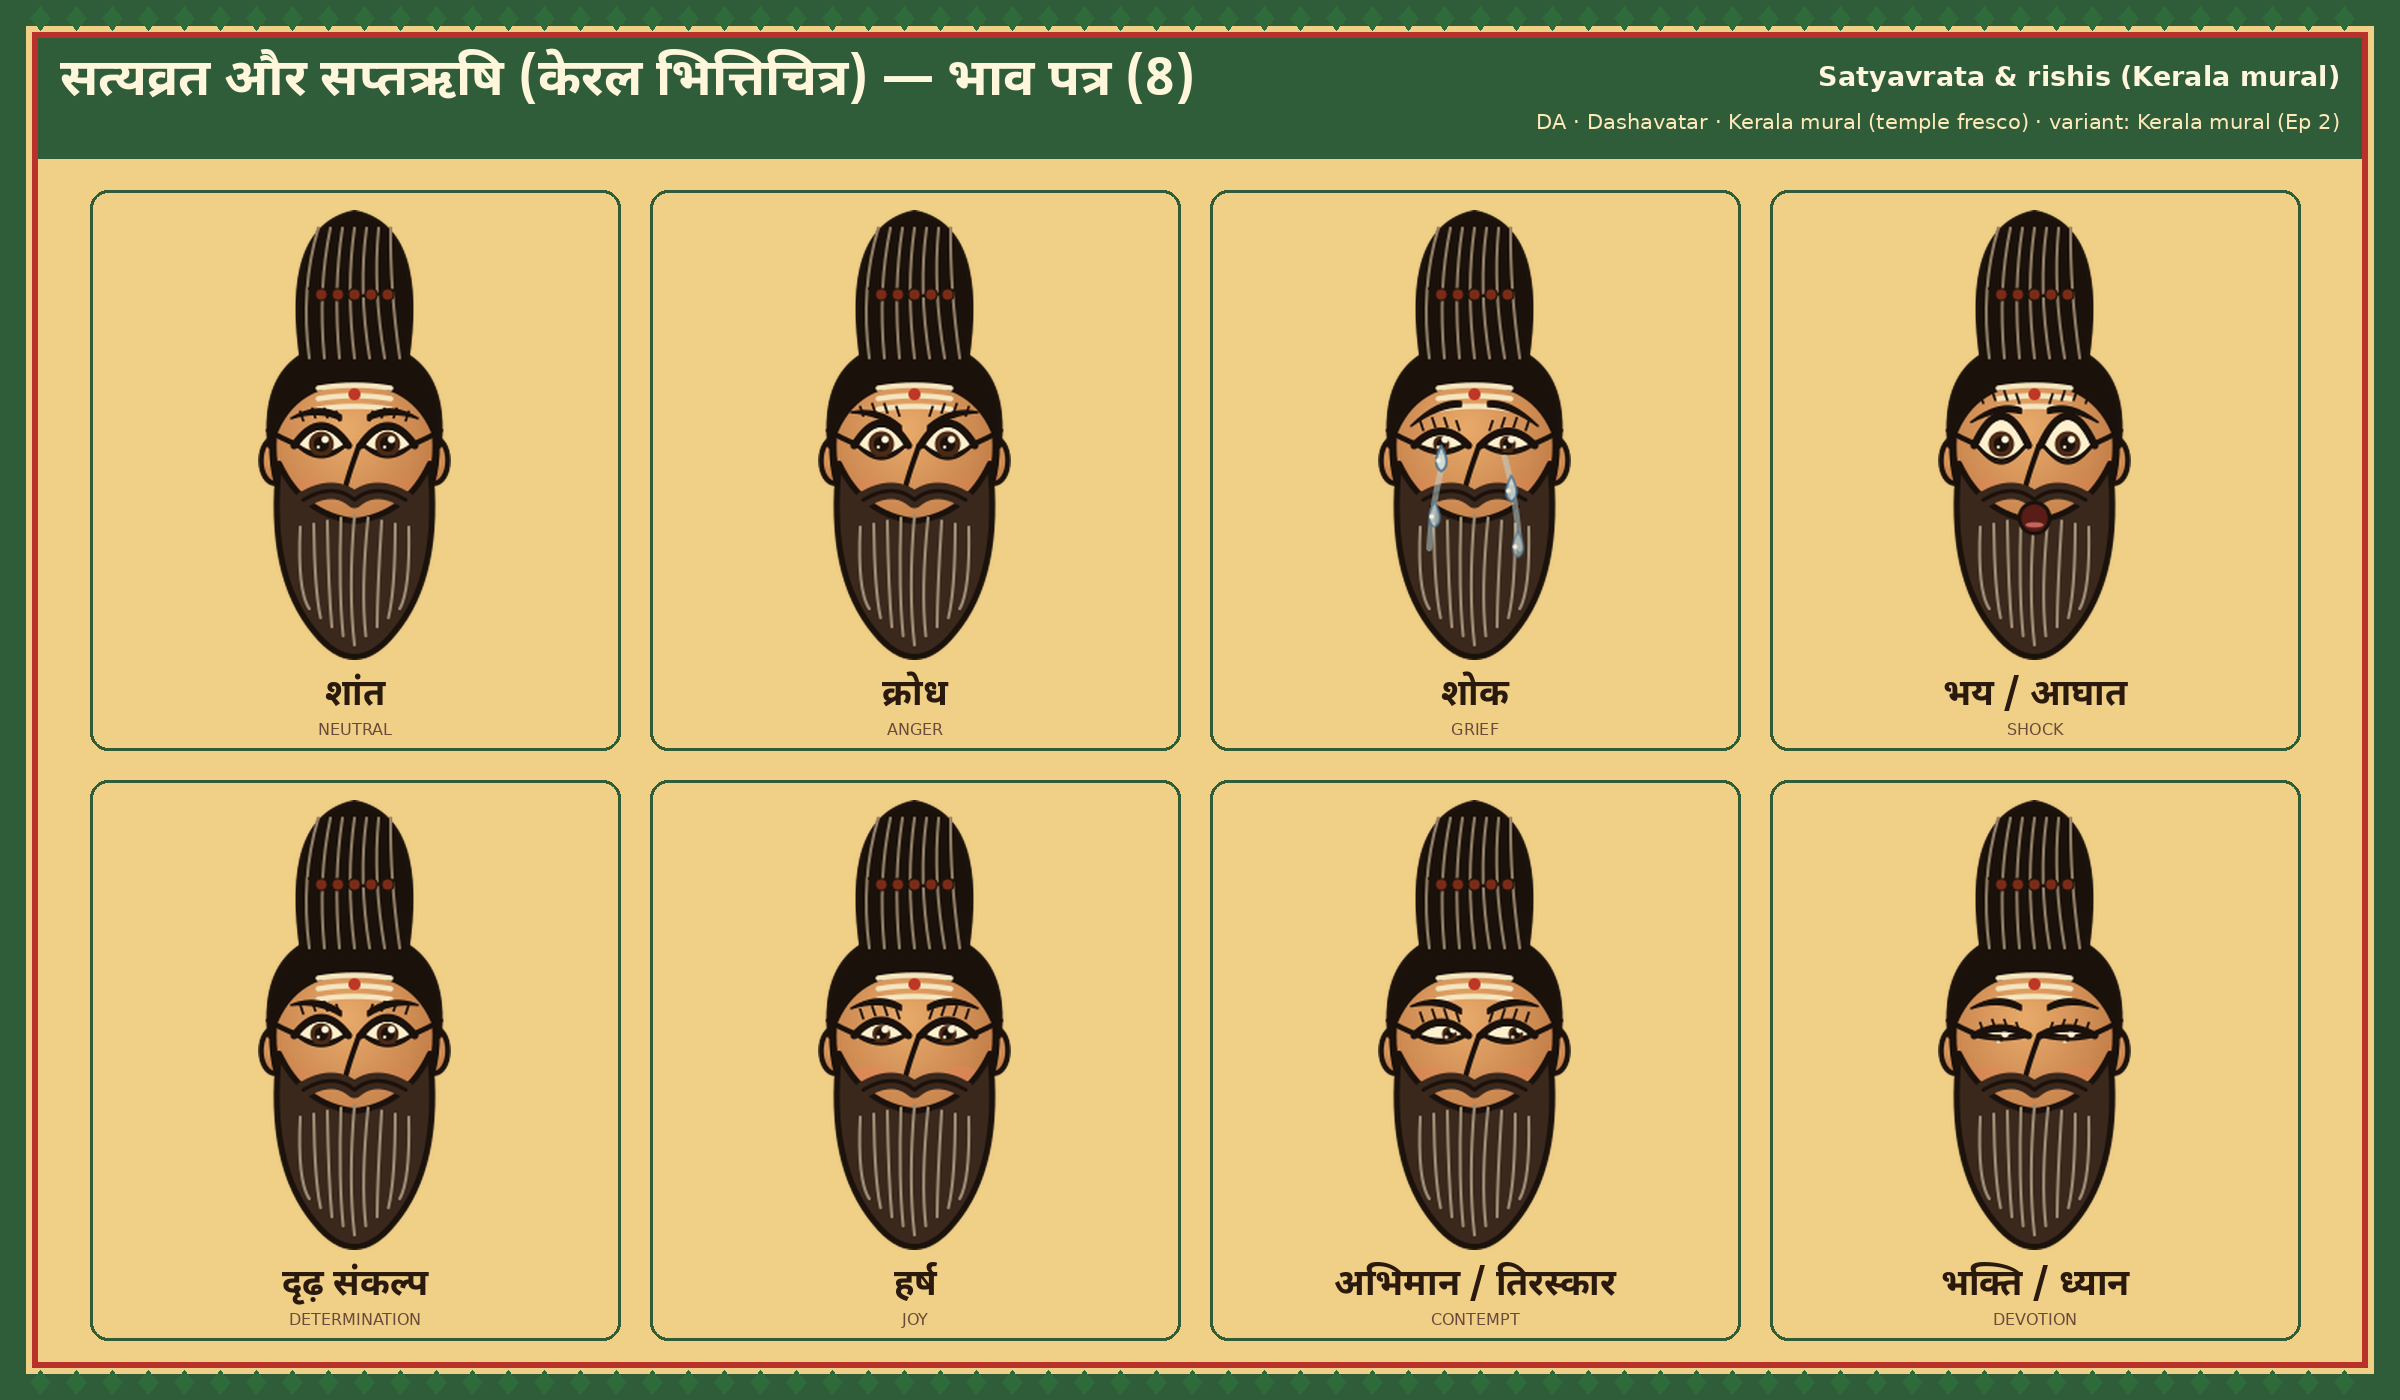 सत्यव्रत और सप्तऋषि (केरल भित्तिचित्र) — भाव पत्र (8)
Satyavrata & rishis (Kerala mural)
DA · Dashavatar · Kerala mural (temple fresco) · variant: Kerala mural (Ep 2)
शांत
NEUTRAL
क्रोध
ANGER
शोक
GRIEF
भय / आघात
SHOCK
दृढ़ संकल्प
DETERMINATION
हर्ष
JOY
अभिमान / तिरस्कार
CONTEMPT
भक्ति / ध्यान
DEVOTION